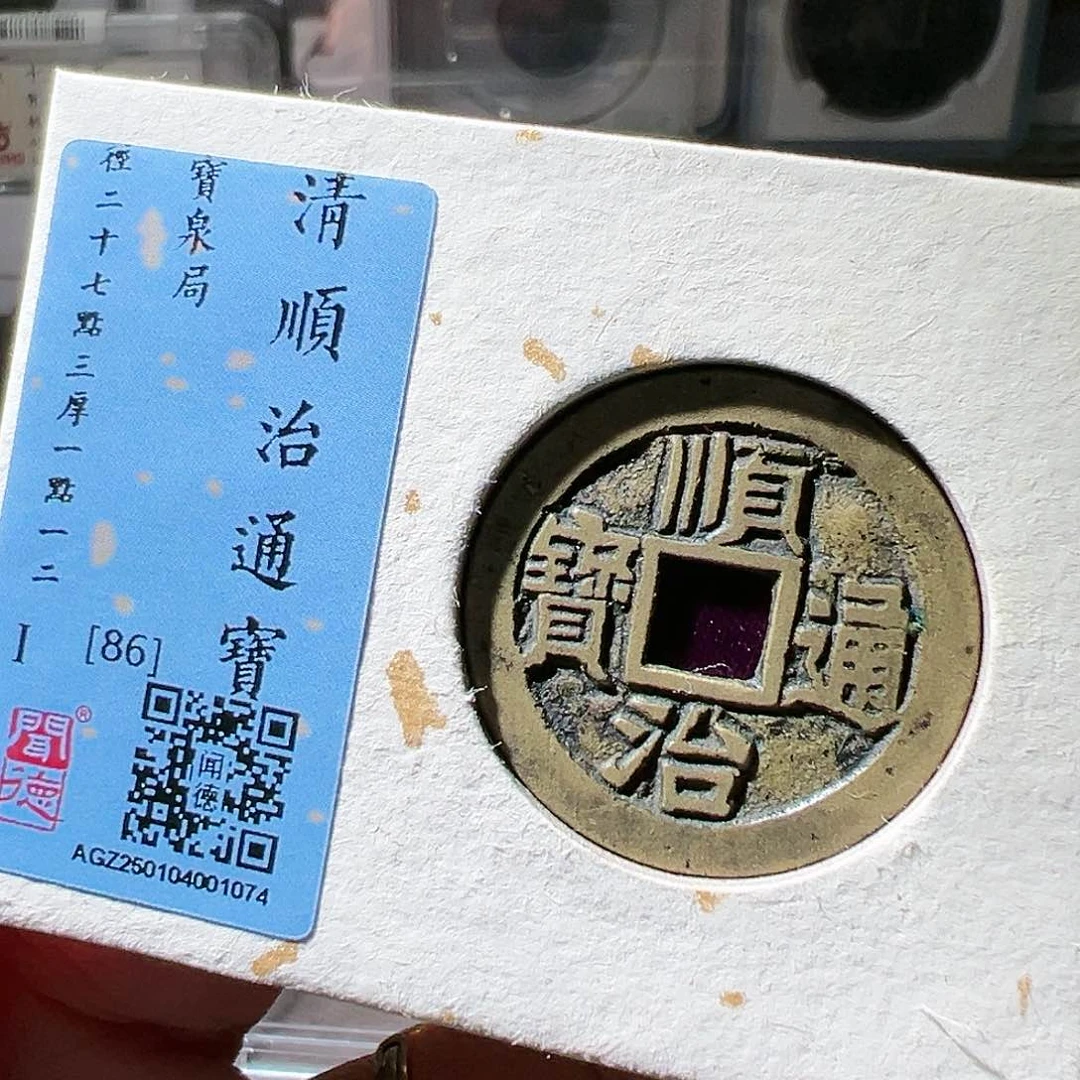 清順治通寶
寶泉局
徑二十七點三厚一點一二
I [86]
聞德
®
闻德
AGZ250104001074
順治通寶